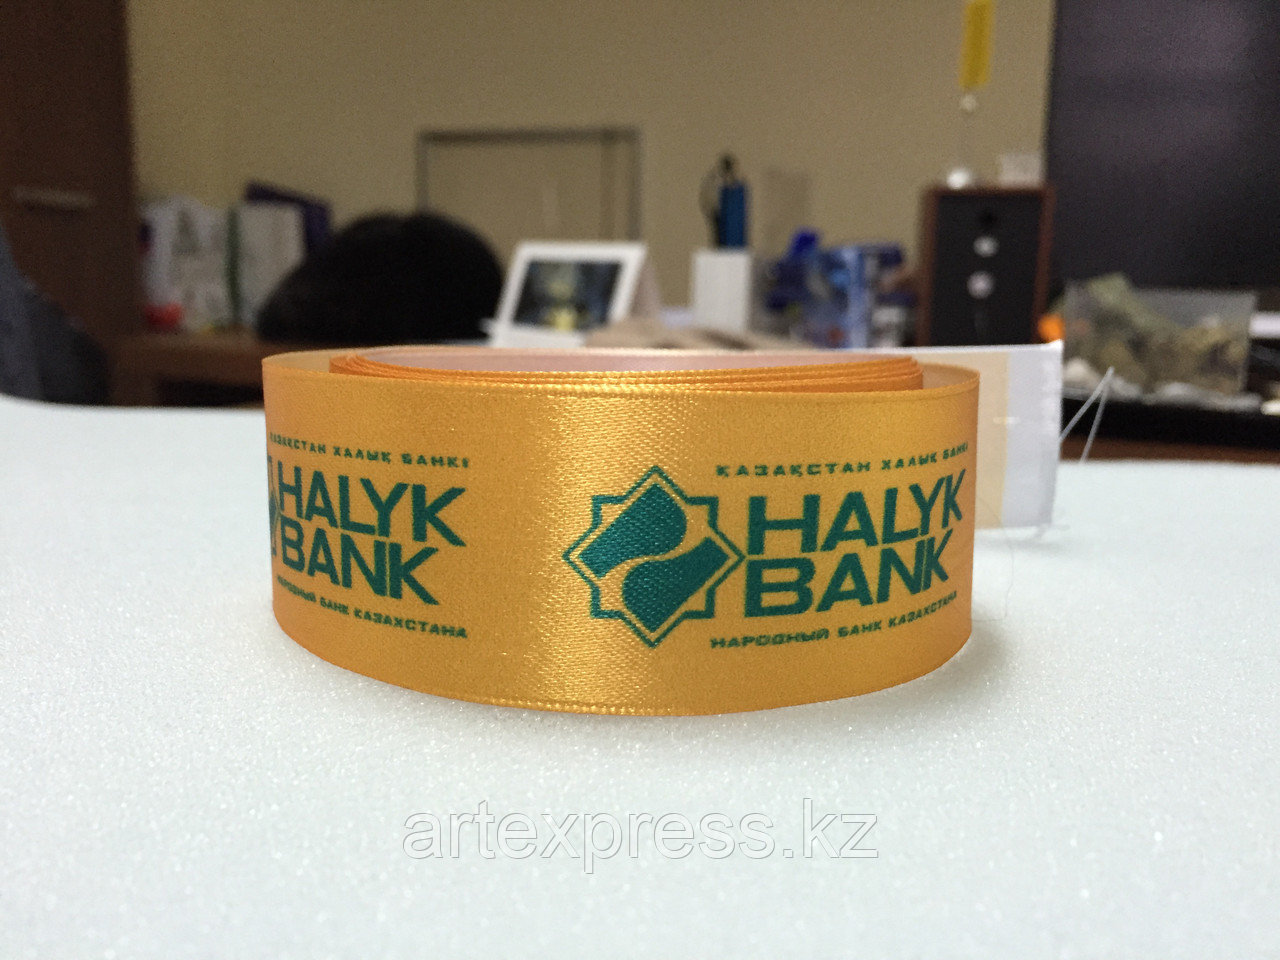 ҚАЗАҚСТАН ХАЛЫҚ БАНКІ
HALYK
BANK
НАРОДНЫЙ БАНК КАЗАХСТАНА
ҚАЗАҚСТАН ХАЛЫҚ БАНКІ
HALYK
BANK
НАРОДНЫЙ БАНК КАЗАХСТАНА
artexpress.kz